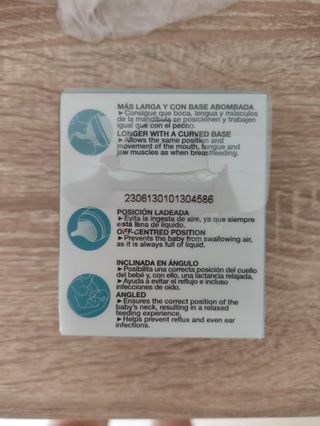 MÁS LARGA Y CON BASE ABOMBADA
► Consigue que boca, lengua y músculos
de la mandíbula se posicionen y trabajen
igual que con el pecho.
LONGER WITH A CURVED BASE
► Allows the same position and
movement of the mouth, tongue and
jaw muscles as when breastfeeding.
2306130101304586
POSICIÓN LADEADA
► Evita la ingesta de aire, ya que siempre
está llena de líquido.
OFF-CENTRED POSITION
► Prevents the baby from swallowing air,
as it is always full of liquid.
INCLINADA EN ÁNGULO
► Posibilita una correcta posición del cuello
del bebé y, con ello, una lactancia relajada.
► Ayuda a evitar el reflujo e incluso
infecciones de oído.
ANGLED
► Ensures the correct position of the
baby's neck, resulting in a relaxed
feeding experience.
► Helps prevent reflux and even ear
infections.